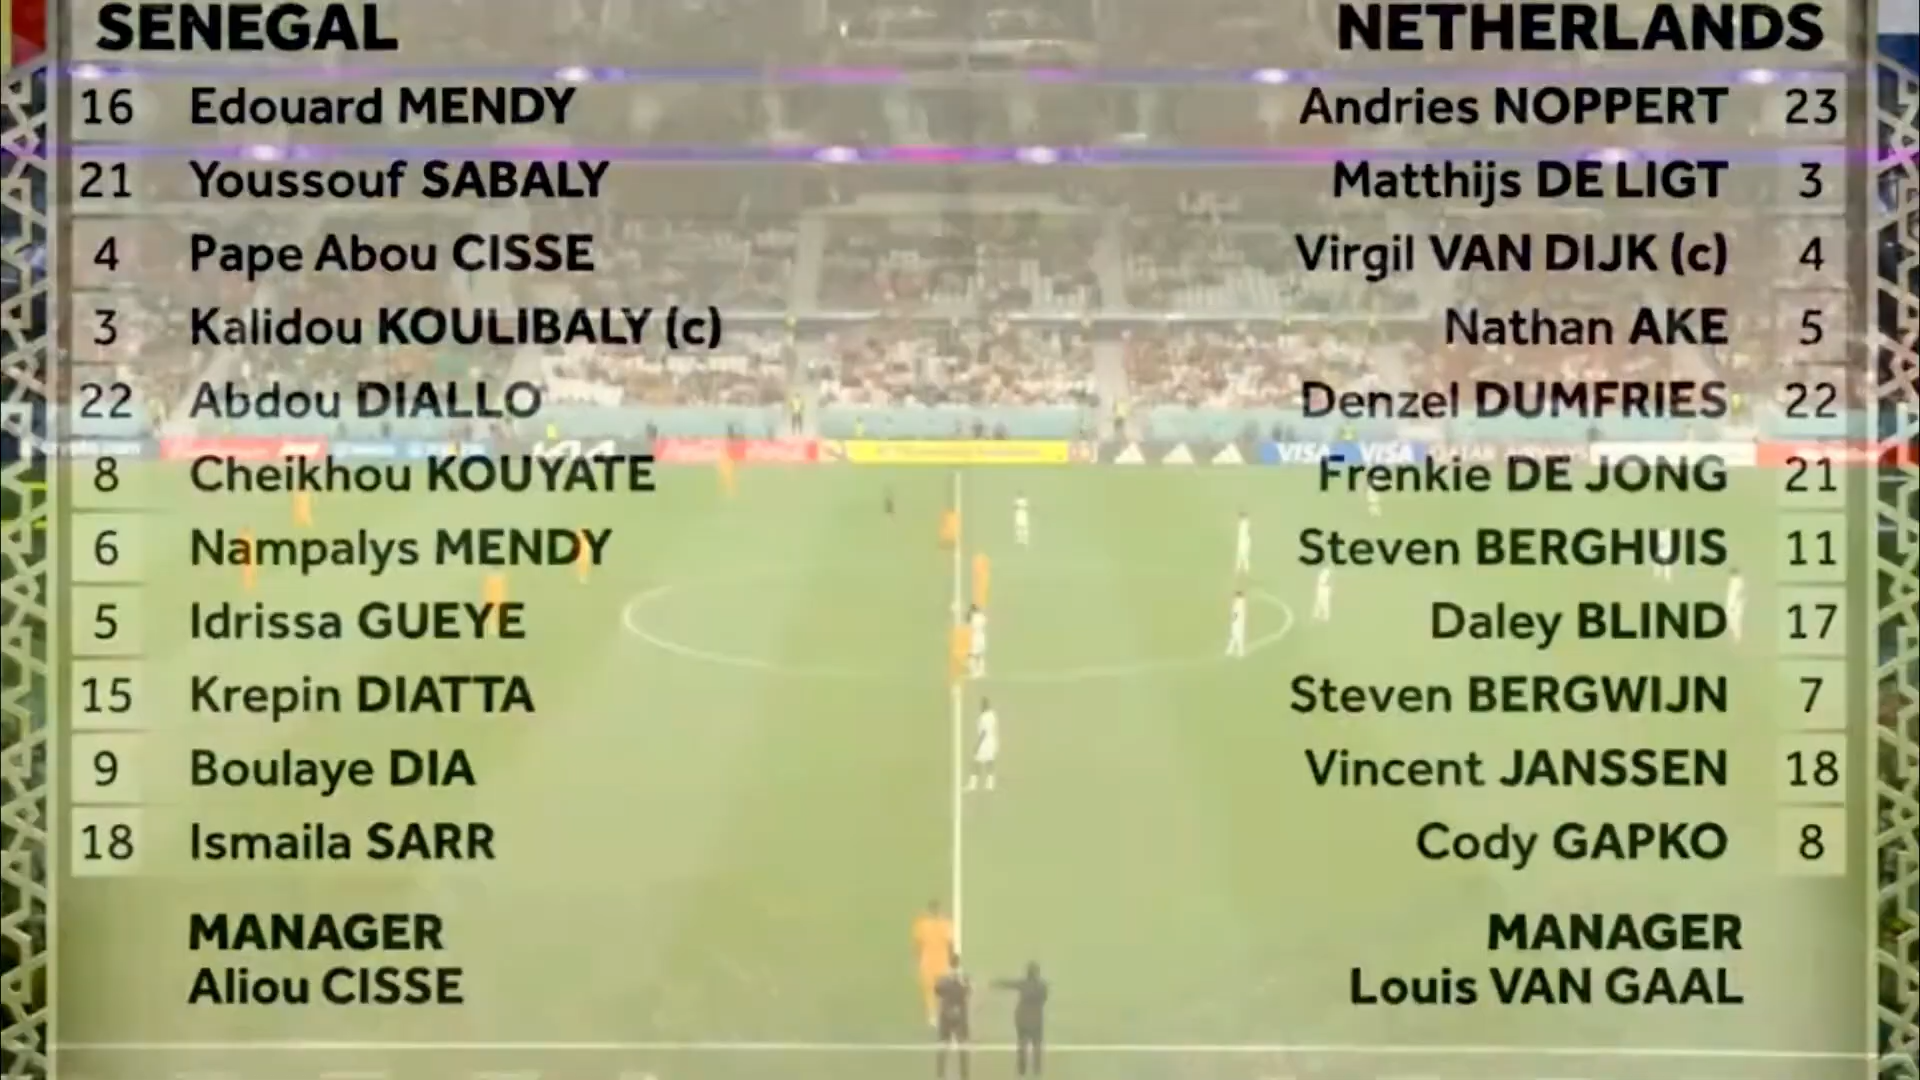 SENEGAL
16 Edouard MENDY
21 Youssouf SABALY
4 Pape Abou CISSE
3 Kalidou KOULIBALY (c)
22 Abdou DIALLO
8 Cheikhou KOUYATE
6 Nampalys MENDY
5 Idrissa GUEYE
15 Krepin DIATTA
9 Boulaye DIA
18 Ismaila SARR
MANAGER
Aliou CISSE
NETHERLANDS
Andries NOPPERT 23
Matthijs DE LIGT 3
Virgil VAN DIJK (c) 4
Nathan AKE 5
Denzel DUMFRIES 22
Frenkie DE JONG 21
Steven BERGHUIS 11
Daley BLIND 17
Steven BERGWIJN 7
Vincent JANSSEN 18
Cody GAPKO 8
MANAGER
Louis VAN GAAL
VISA VISA